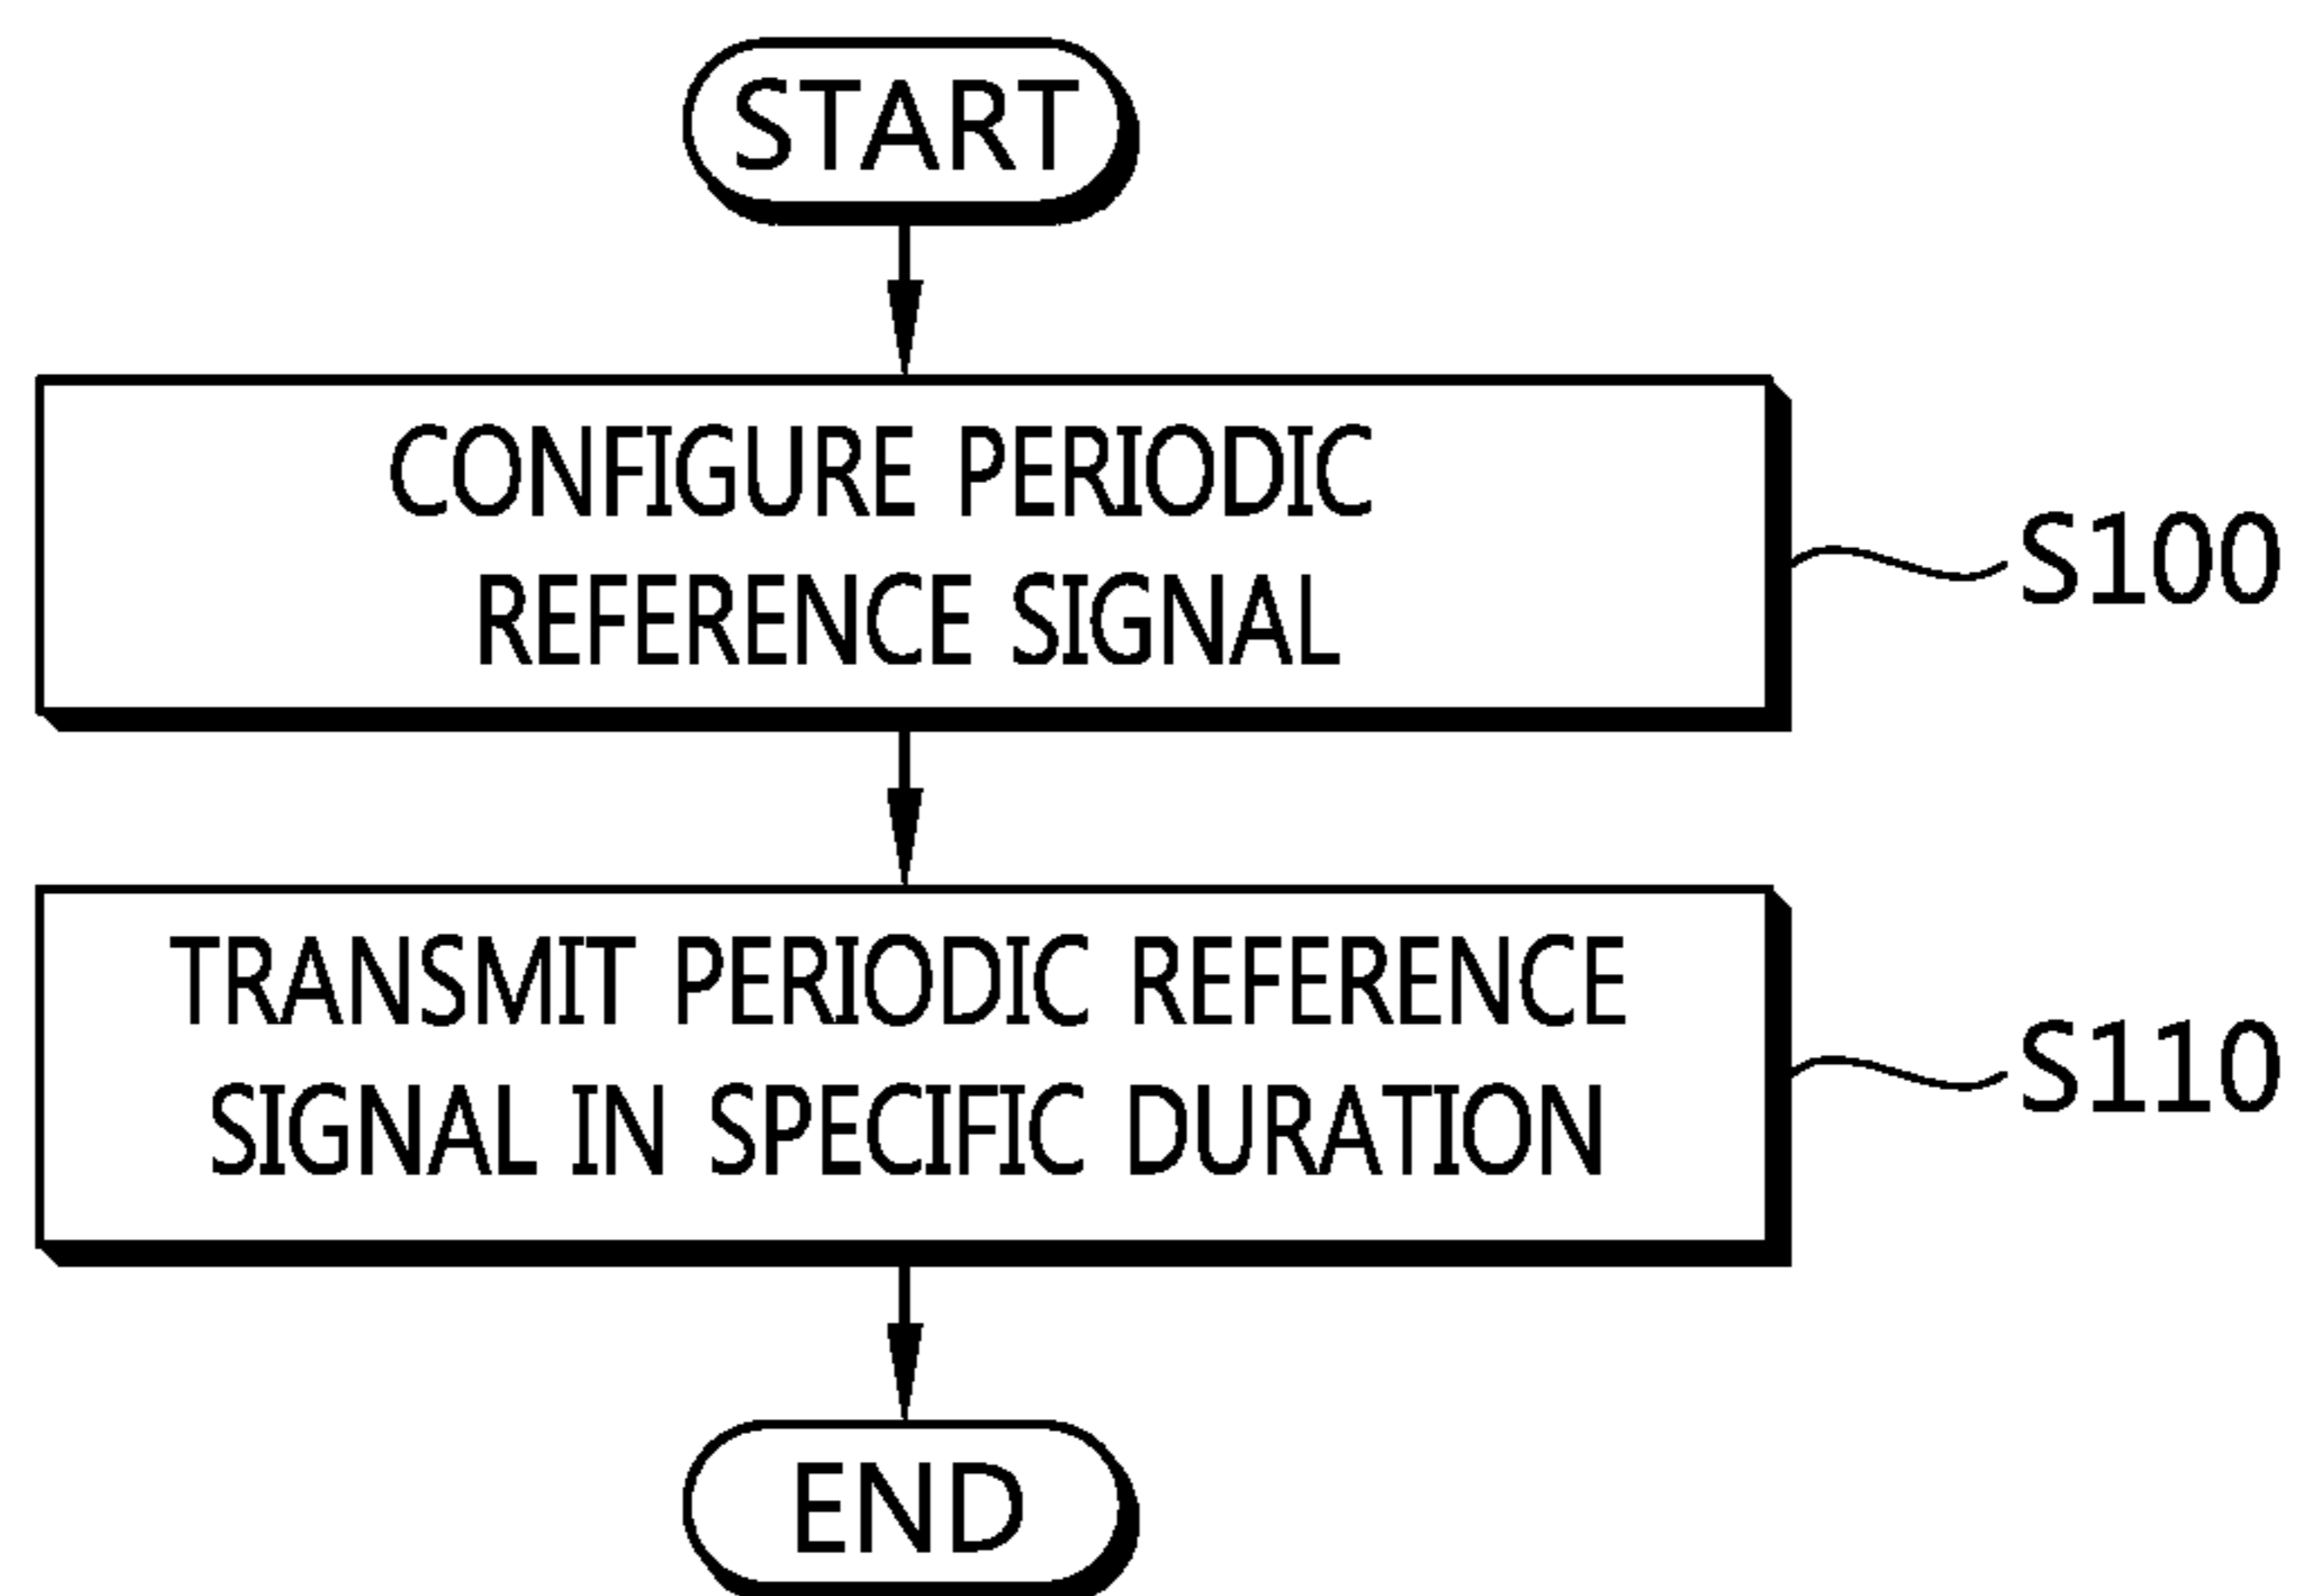 START
CONFIGURE PERIODIC
REFERENCE SIGNAL
S100
TRANSMIT PERIODIC REFERENCE
SIGNAL IN SPECIFIC DURATION
S110
END